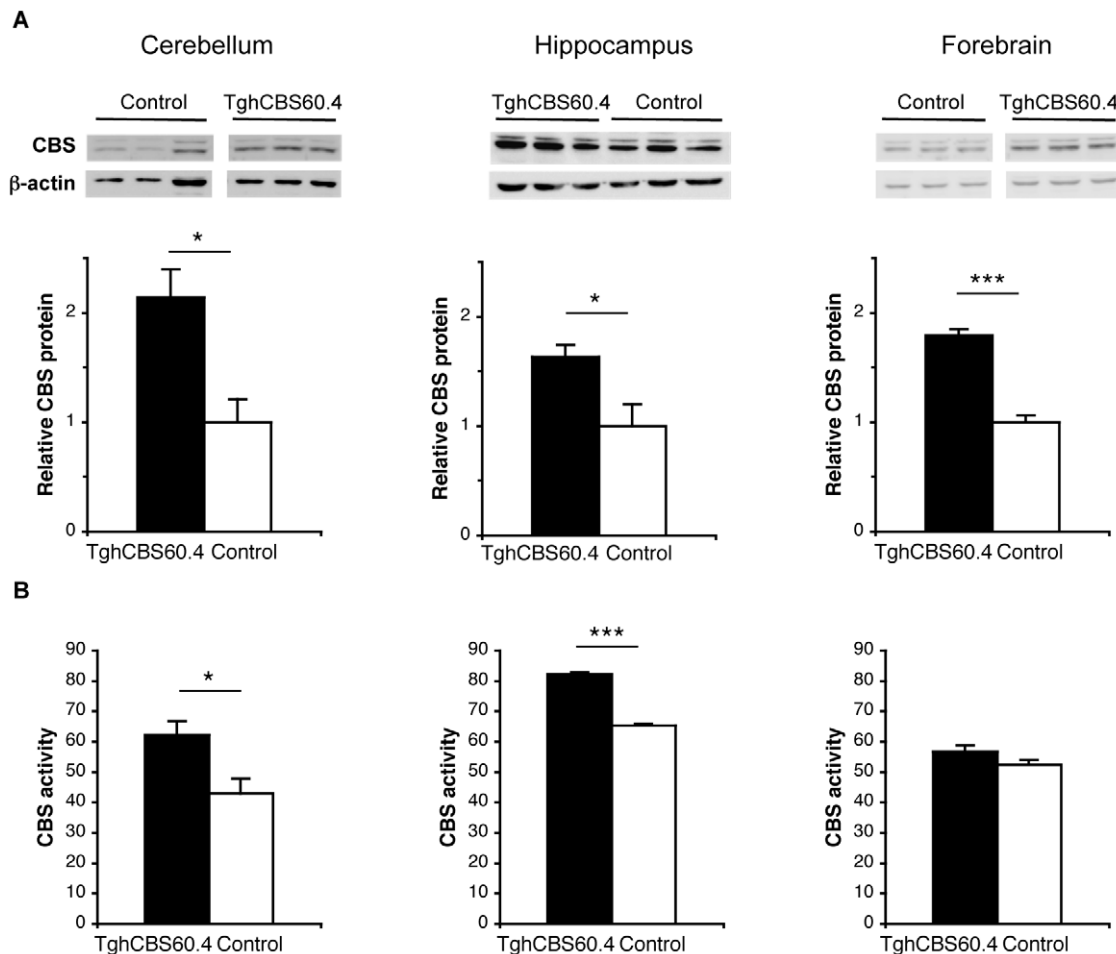 A
Cerebellum Hippocampus Forebrain
Control TghCBS60.4 TghCBS60.4 Control Control TghCBS60.4
CBS
β-actin
* * ***
Relative CBS protein
2
1
0
TghCBS60.4 Control
Relative CBS protein
2
1
0
TghCBS60.4 Control
Relative CBS protein
2
1
0
TghCBS60.4 Control
B
* ***
CBS activity
90
80
70
60
50
40
30
20
10
0
TghCBS60.4 Control
CBS activity
90
80
70
60
50
40
30
20
10
0
TghCBS60.4 Control
CBS activity
90
80
70
60
50
40
30
20
10
0
TghCBS60.4 Control